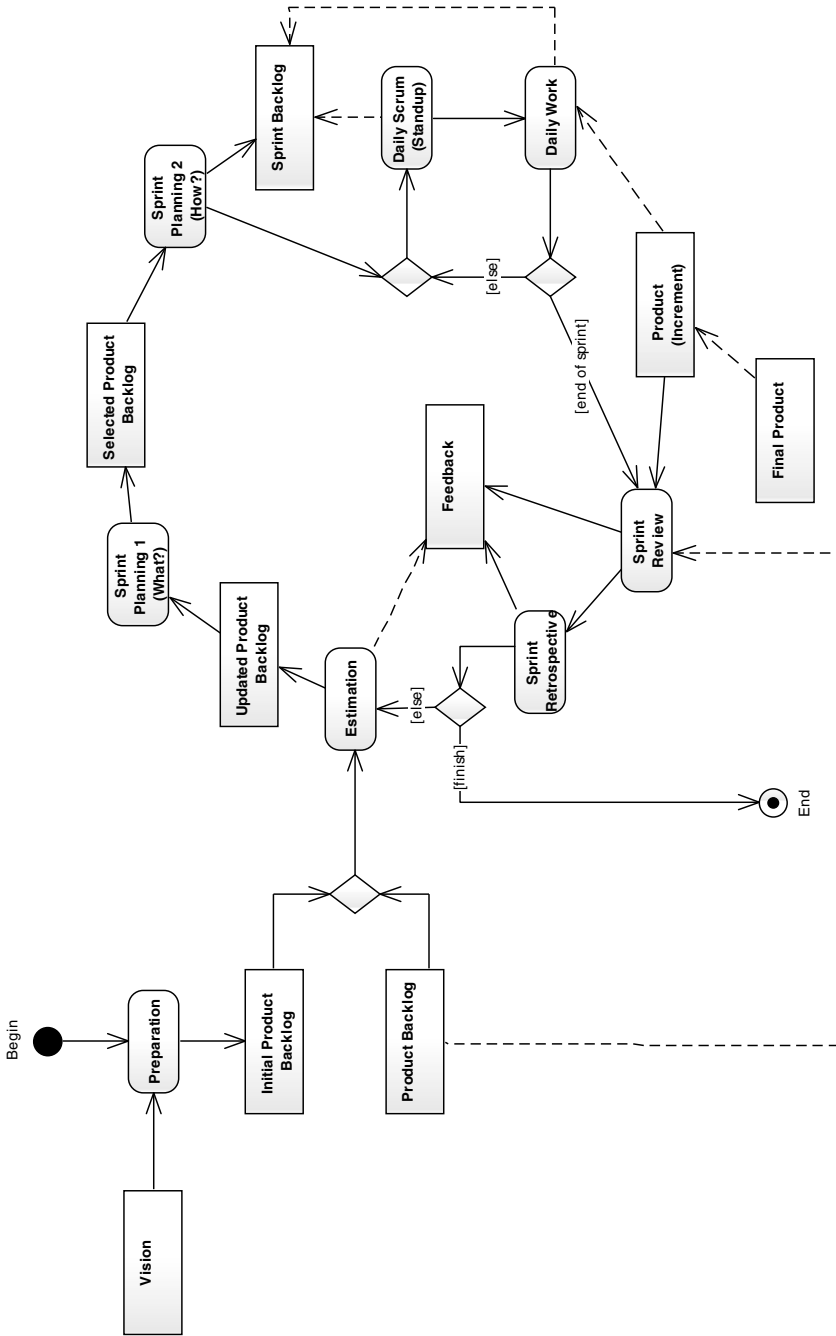 Begin
Vision
Preparation
Initial Product
Backlog
Product Backlog
[finish]
End
Estimation
[else]
Updated Product
Backlog
Sprint
Planning 1
(What?)
Selected Product
Backlog
Sprint
Planning 2
(How?)
Sprint Backlog
Daily Scrum
(Standup)
Daily Work
[else]
[end of sprint]
Product
(Increment)
Final Product
Feedback
Sprint
Review
Sprint
Retrospective